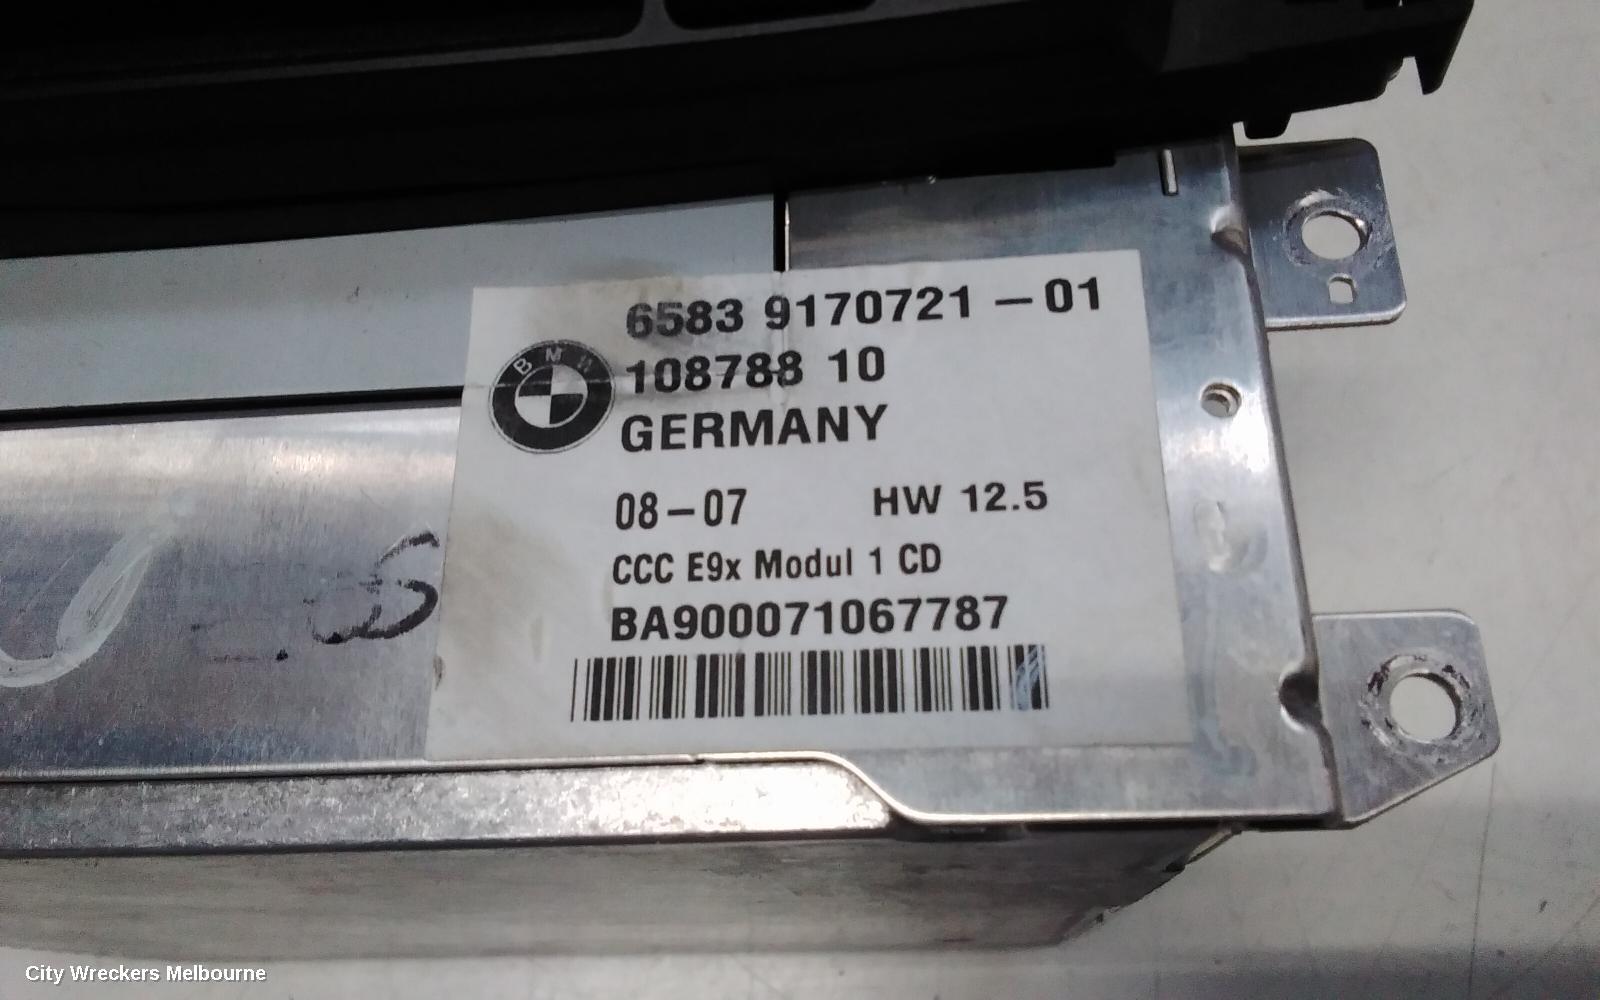 6583 9170721-01
BMW
108788 10
GERMANY
08-07 HW 12.5
CCC E9x Modul 1 CD
BA900071067787
City Wreckers Melbourne